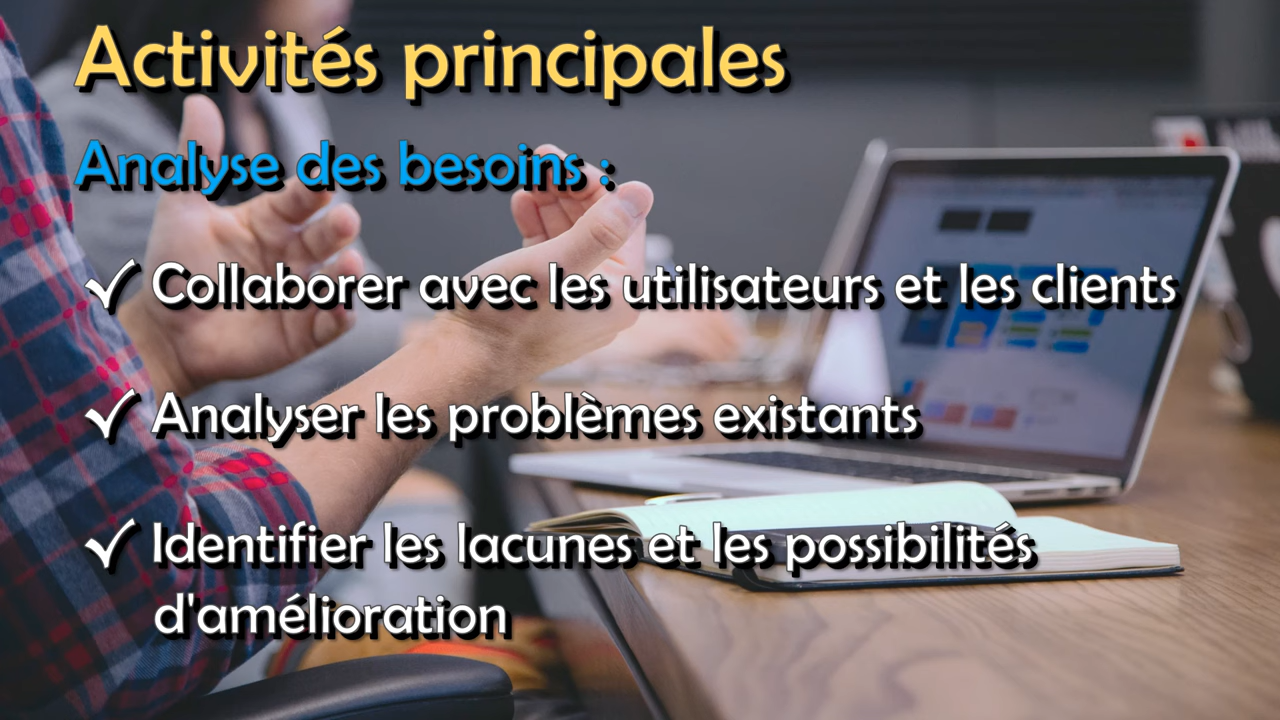 Activités principales
Analyse des besoins :
✓ Collaborer avec les utilisateurs et les clients
✓ Analyser les problèmes existants
✓ Identifier les lacunes et les possibilités
d'amélioration